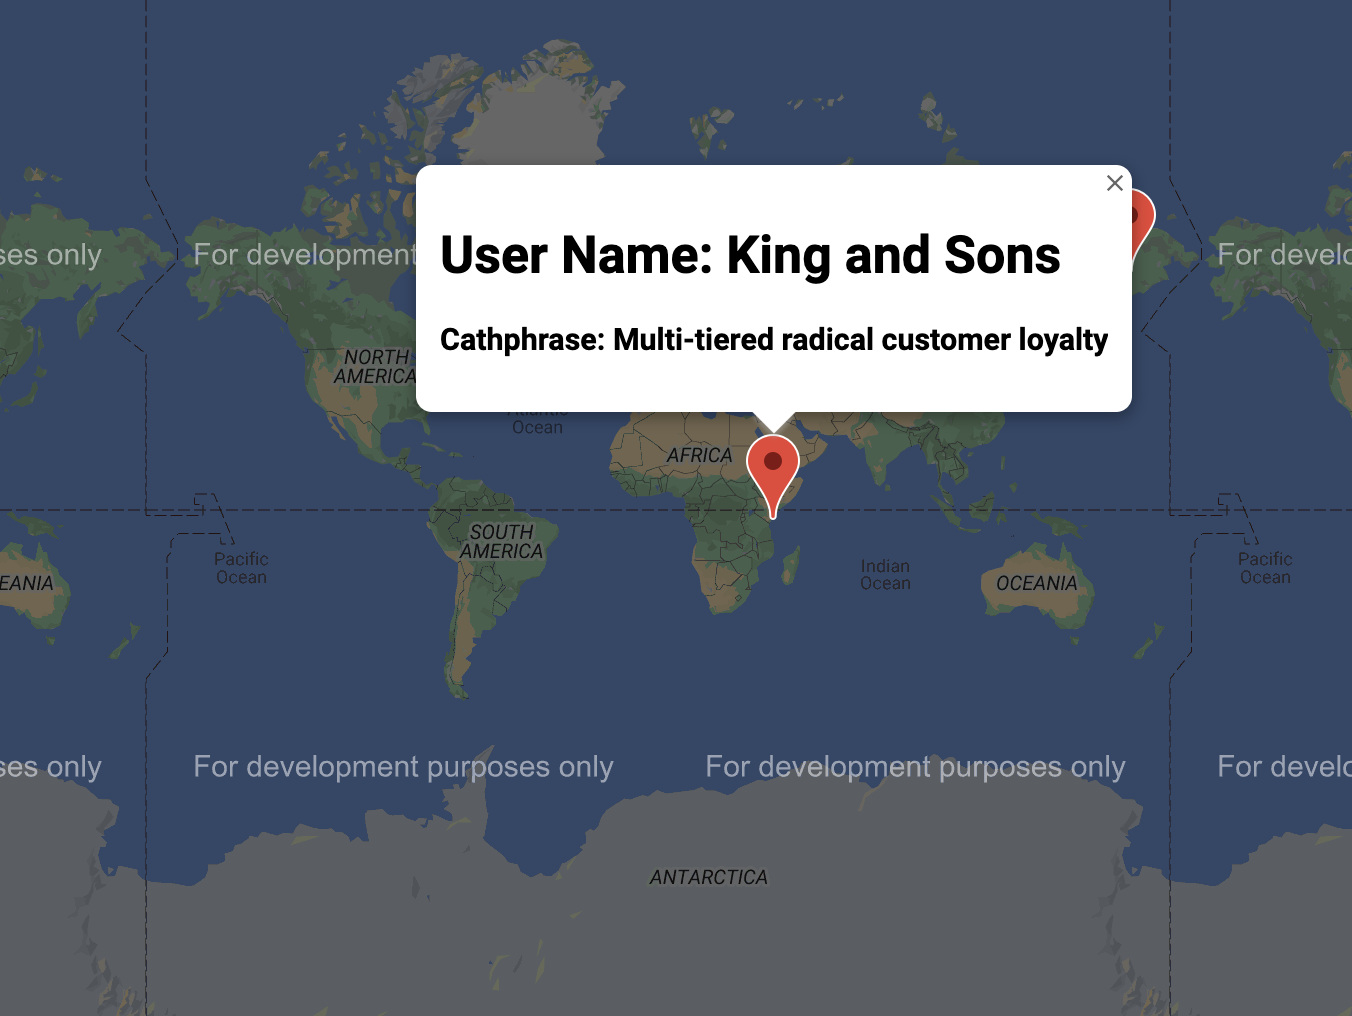 User Name: King and Sons
Cathphrase: Multi-tiered radical customer loyalty
ses only
For development
For develo
NORTH
AMERICA
Atlantic
Ocean
AFRICA
SOUTH
AMERICA
Pacific
Ocean
Indian
Ocean
EANIA
OCEANIA
Pacific
Ocean
ses only
For development purposes only
For development purposes only
For develo
ANTARCTICA